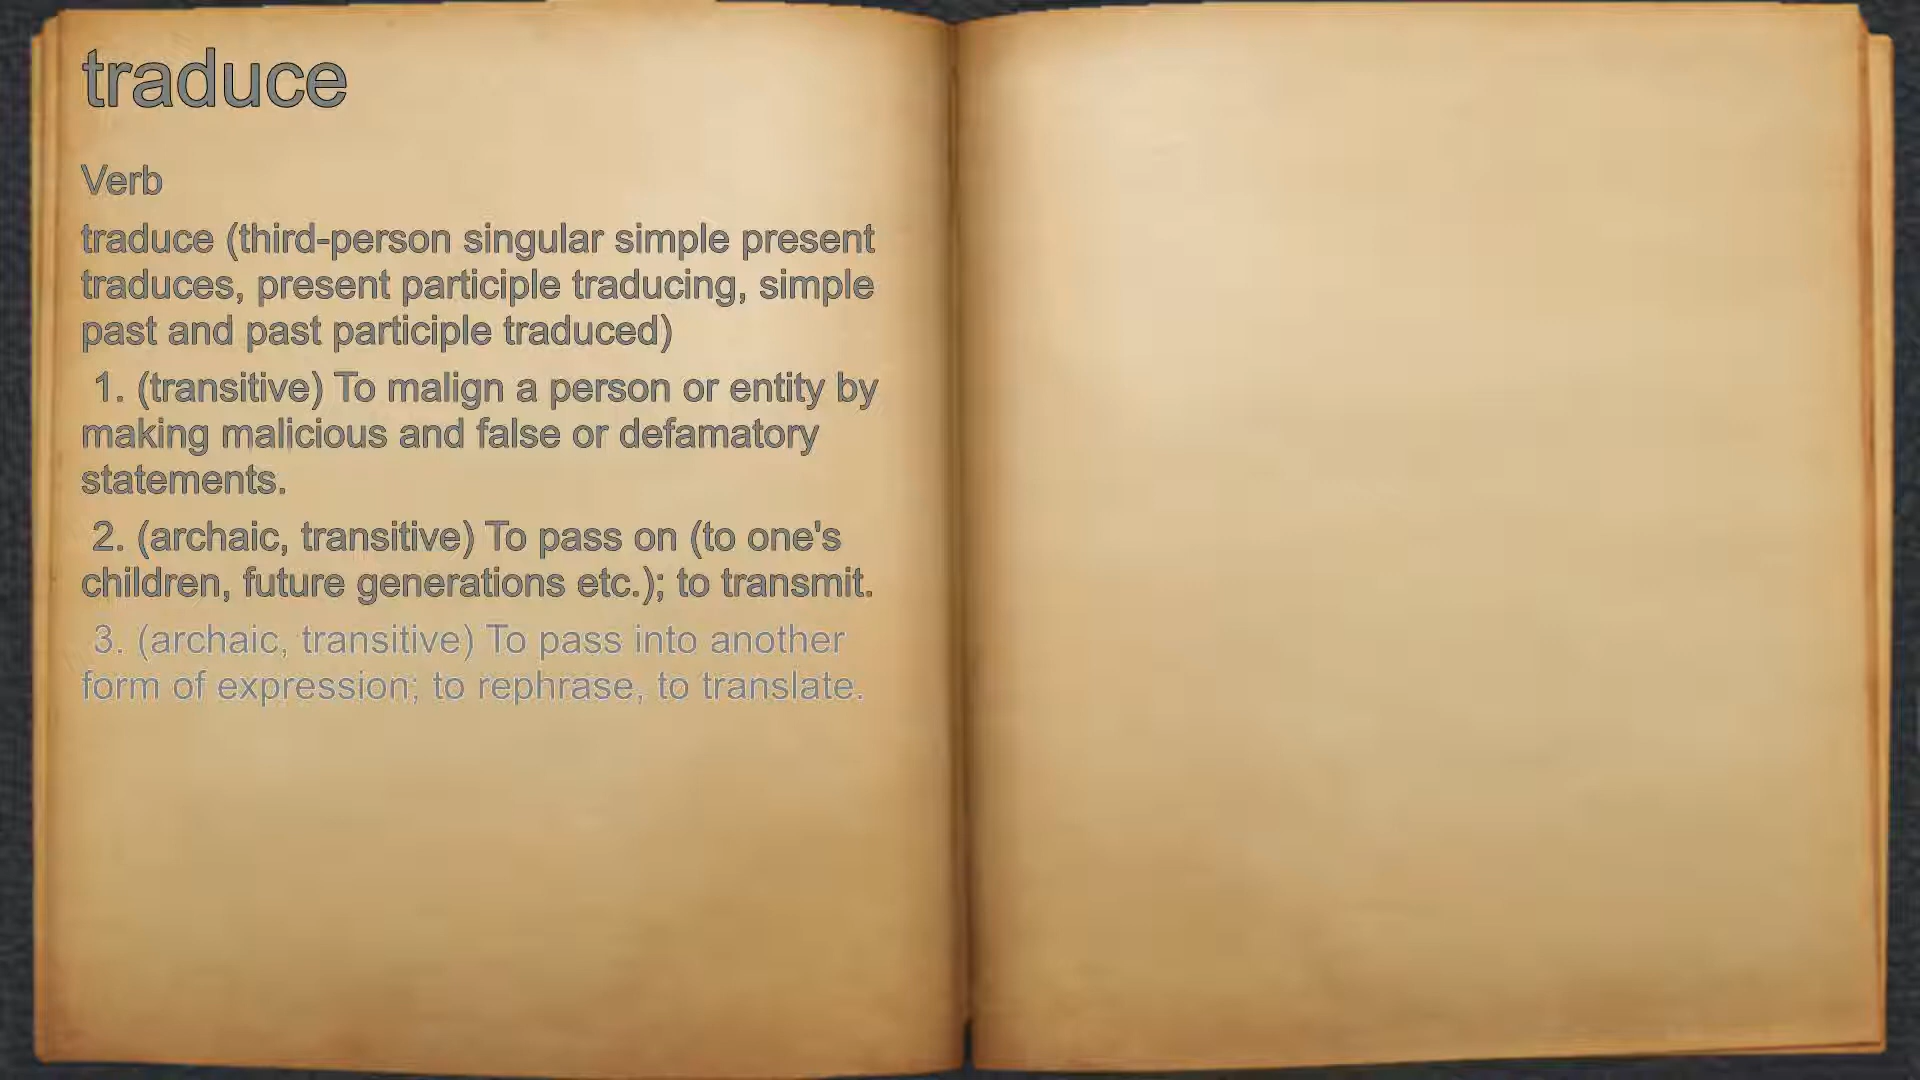 traduce
Verb
traduce (third-person singular simple present
traduces, present participle traducing, simple
past and past participle traduced)
1. (transitive) To malign a person or entity by
making malicious and false or defamatory
statements.
2. (archaic, transitive) To pass on (to one's
children, future generations etc.); to transmit.
3. (archaic, transitive) To pass into another
form of expression; to rephrase, to translate.